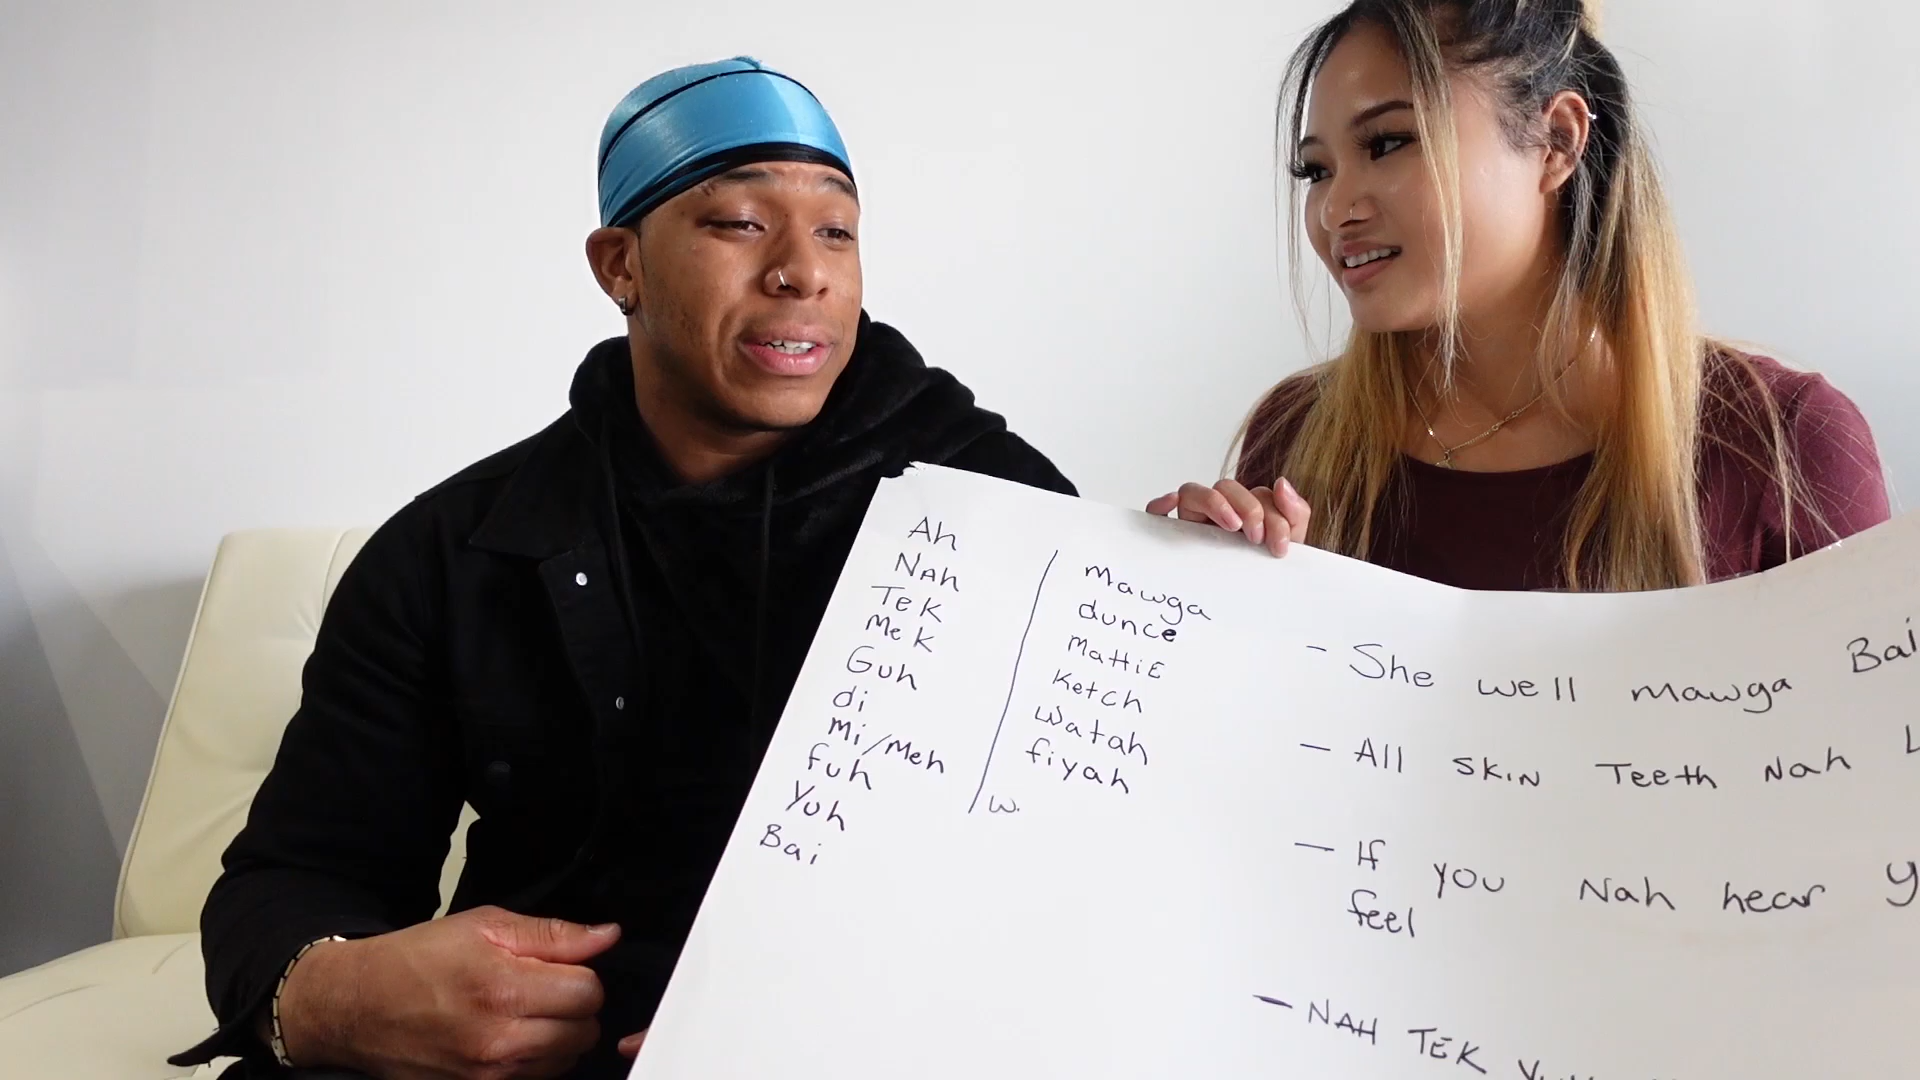 Ah
NAh
Tek
Mek
Guh
di
Mi/Meh
fuh
Yuh
Bai
Mawga
dunce
MattiE
Ketch
Watah
fiyah
W.
- She well mawga Bai
- All SKiN Teeth Nah L
- If you Nah hear y
feel
- NAH TEK